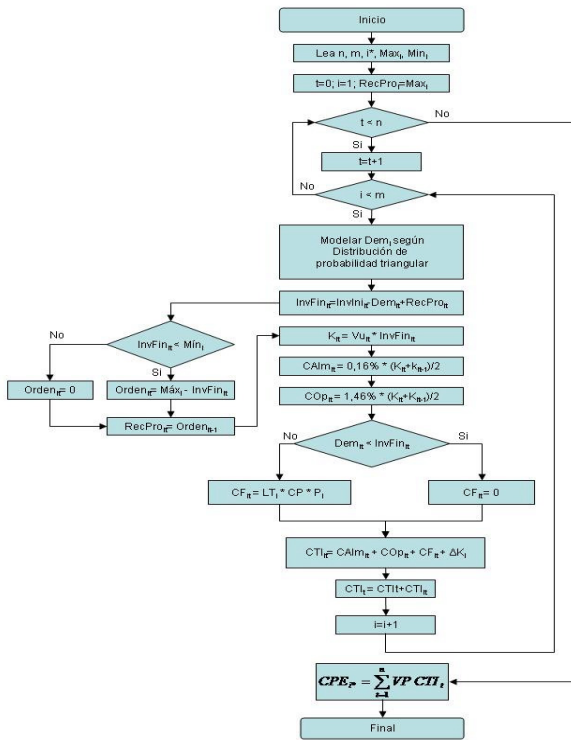 Inicio
Lea n, m, i*, Maxᵢ, Minᵢ
t=0; i=1; RecProᵢ=Maxᵢ
t < n
No
Si
t=t+1
No
i < m
Si
Modelar Demᵢ según
Distribución de
probabilidad triangular
InvFinᵢₜ=InvIniᵢₜ-Demᵢₜ+RecProᵢₜ
No
InvFinᵢₜ < Mínᵢ
Si
Kᵢₜ = Vuᵢₜ* InvFinᵢₜ
Ordenᵢₜ= 0
Ordenᵢₜ= Máxᵢ - InvFinᵢₜ
CAlmᵢₜ = 0,16% * (Kᵢₜ+kᵢₜ₋₁)/2
COpᵢₜ = 1,46% * (Kᵢₜ+Kᵢₜ₋₁)/2
RecProᵢₜ= Ordenᵢₜ₋₁
No
Demᵢₜ < InvFinᵢₜ
Si
CFᵢₜ = LTᵢ * CP * Pᵢ
CFᵢₜ= 0
CTIᵢₜ= CAlmᵢₜ + COpᵢₜ + CFᵢₜ + ΔKᵢ
CTIₜ = CTIt+CTIᵢₜ
i=i+1
n
CPEᵢ* = ∑ VP CTIₜ
t=1
Final